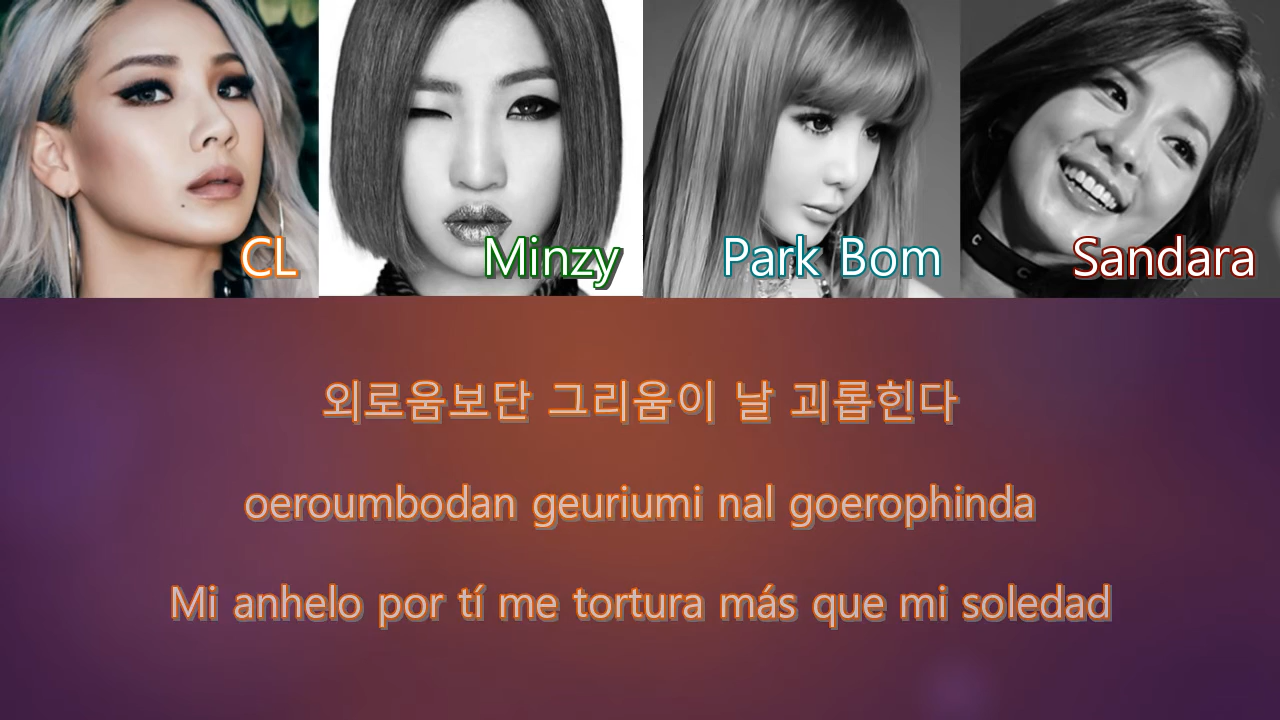 CL
Minzy
Park Bom
Sandara
외로움보단 그리움이 날 괴롭힌다
oeroumbodan geuriumi nal goerophinda
Mi anhelo por tí me tortura más que mi soledad